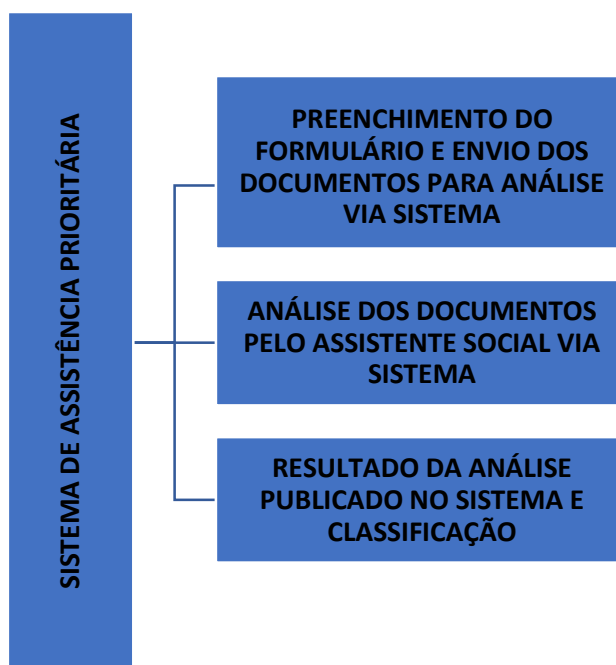 SISTEMA DE ASSISTÊNCIA PRIORITÁRIA
PREENCHIMENTO DO
FORMULÁRIO E ENVIO DOS
DOCUMENTOS PARA ANÁLISE
VIA SISTEMA
ANÁLISE DOS DOCUMENTOS
PELO ASSISTENTE SOCIAL VIA
SISTEMA
RESULTADO DA ANÁLISE
PUBLICADO NO SISTEMA E
CLASSIFICAÇÃO